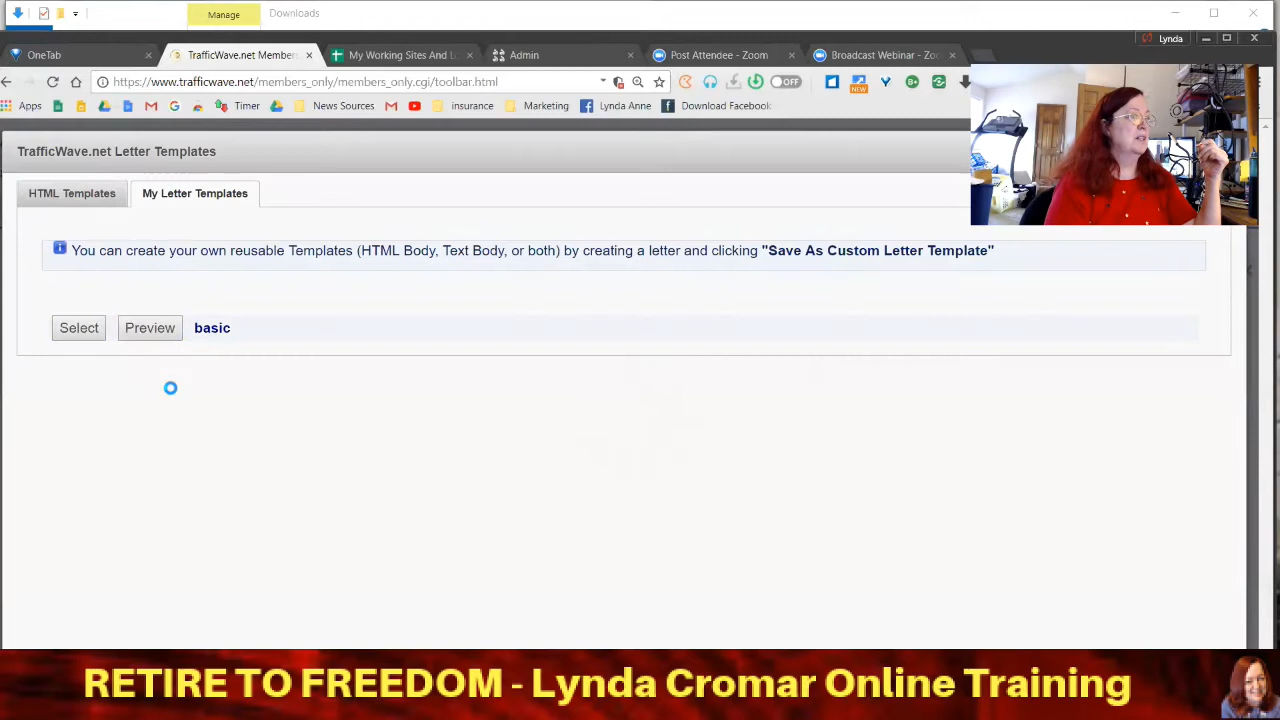 Manage
Downloads
OneTab
TrafficWave.net Member
My Working Sites And L
Admin
Post Attendee - Zoom
Broadcast Webinar - Zoo
Lynda
https://www.trafficwave.net/members_only/members_only.cgi/toolbar.html
OFF
NEW
Apps
Timer
News Sources
insurance
Marketing
Lynda Anne
Download Facebook
TrafficWave.net Letter Templates
HTML Templates
My Letter Templates
You can create your own reusable Templates (HTML Body, Text Body, or both) by creating a letter and clicking "Save As Custom Letter Template"
Select
Preview
basic
RETIRE TO FREEDOM - Lynda Cromar Online Training